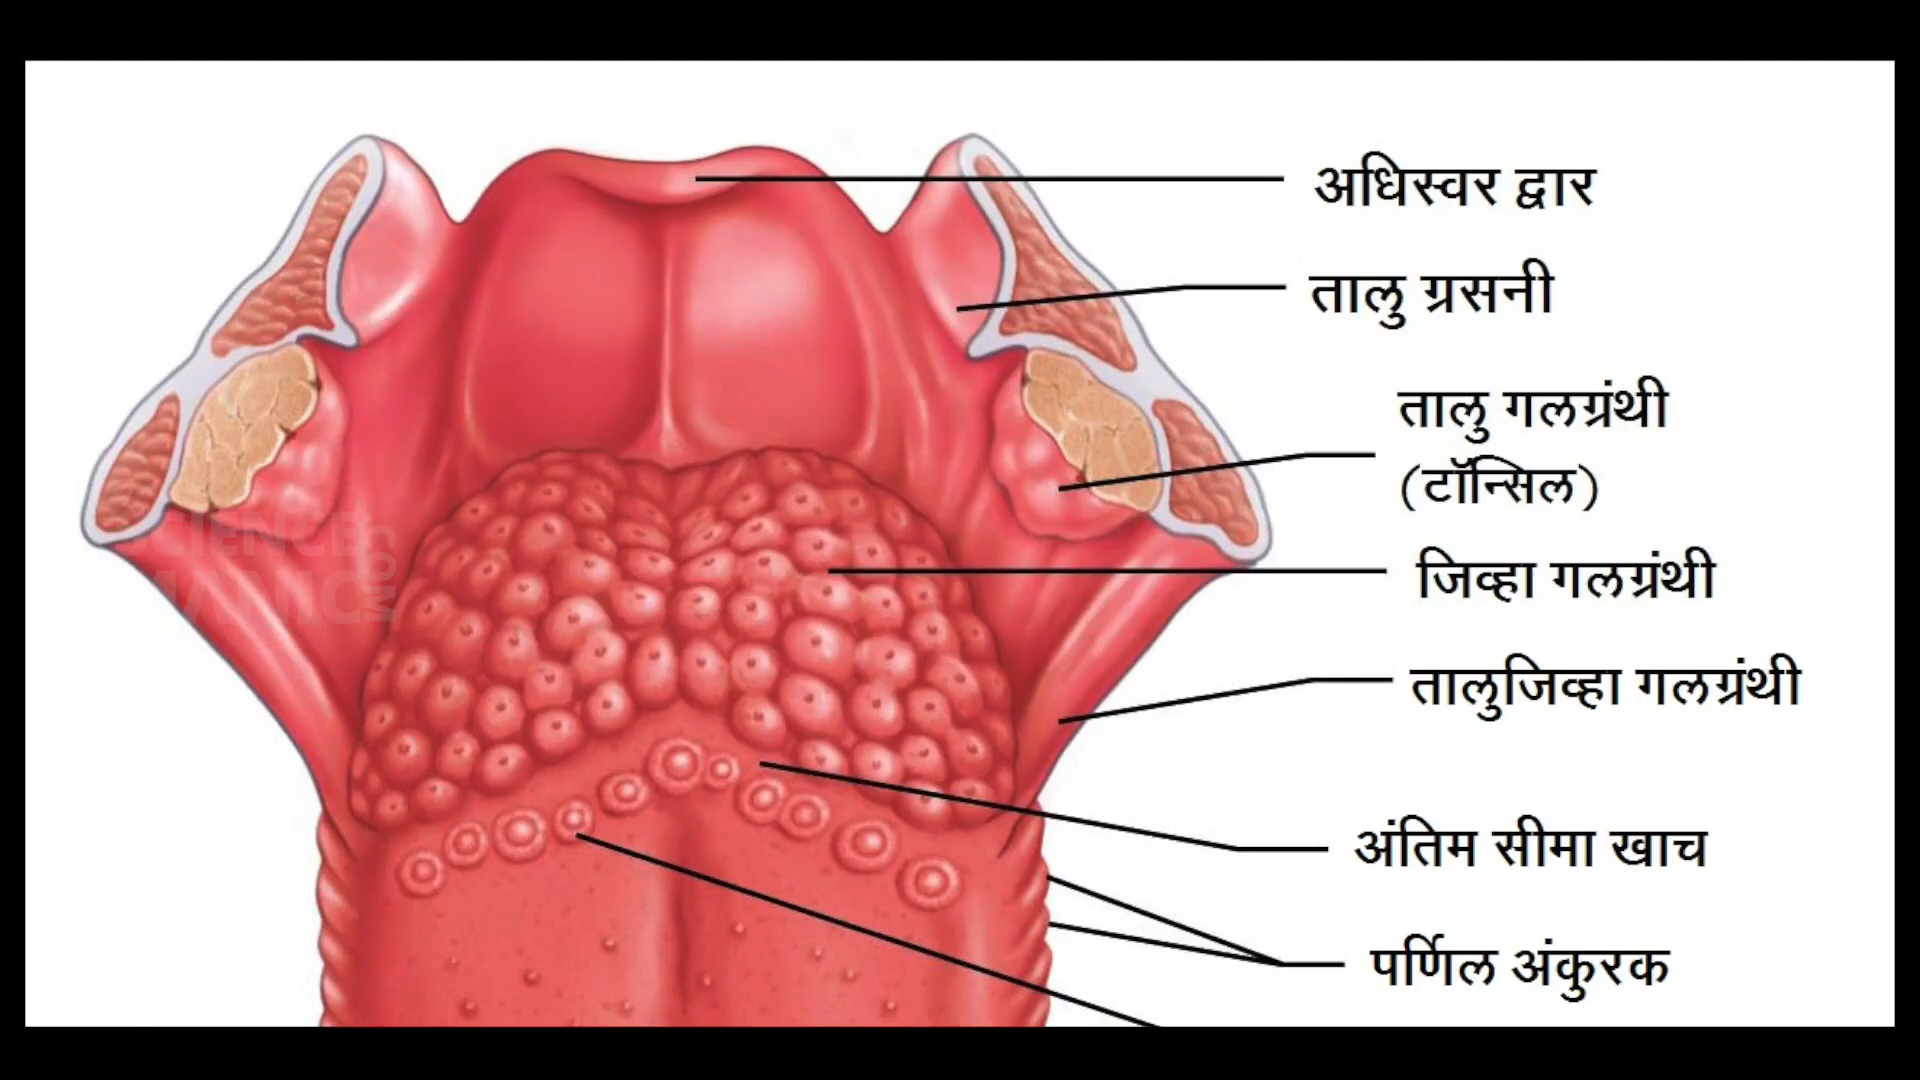 अधिस्वर द्वार
तालु ग्रसनी
तालु गलग्रंथी
(टॉन्सिल)
जिव्हा गलग्रंथी
तालुजिव्हा गलग्रंथी
अंतिम सीमा खाच
पर्णिल अंकुरक